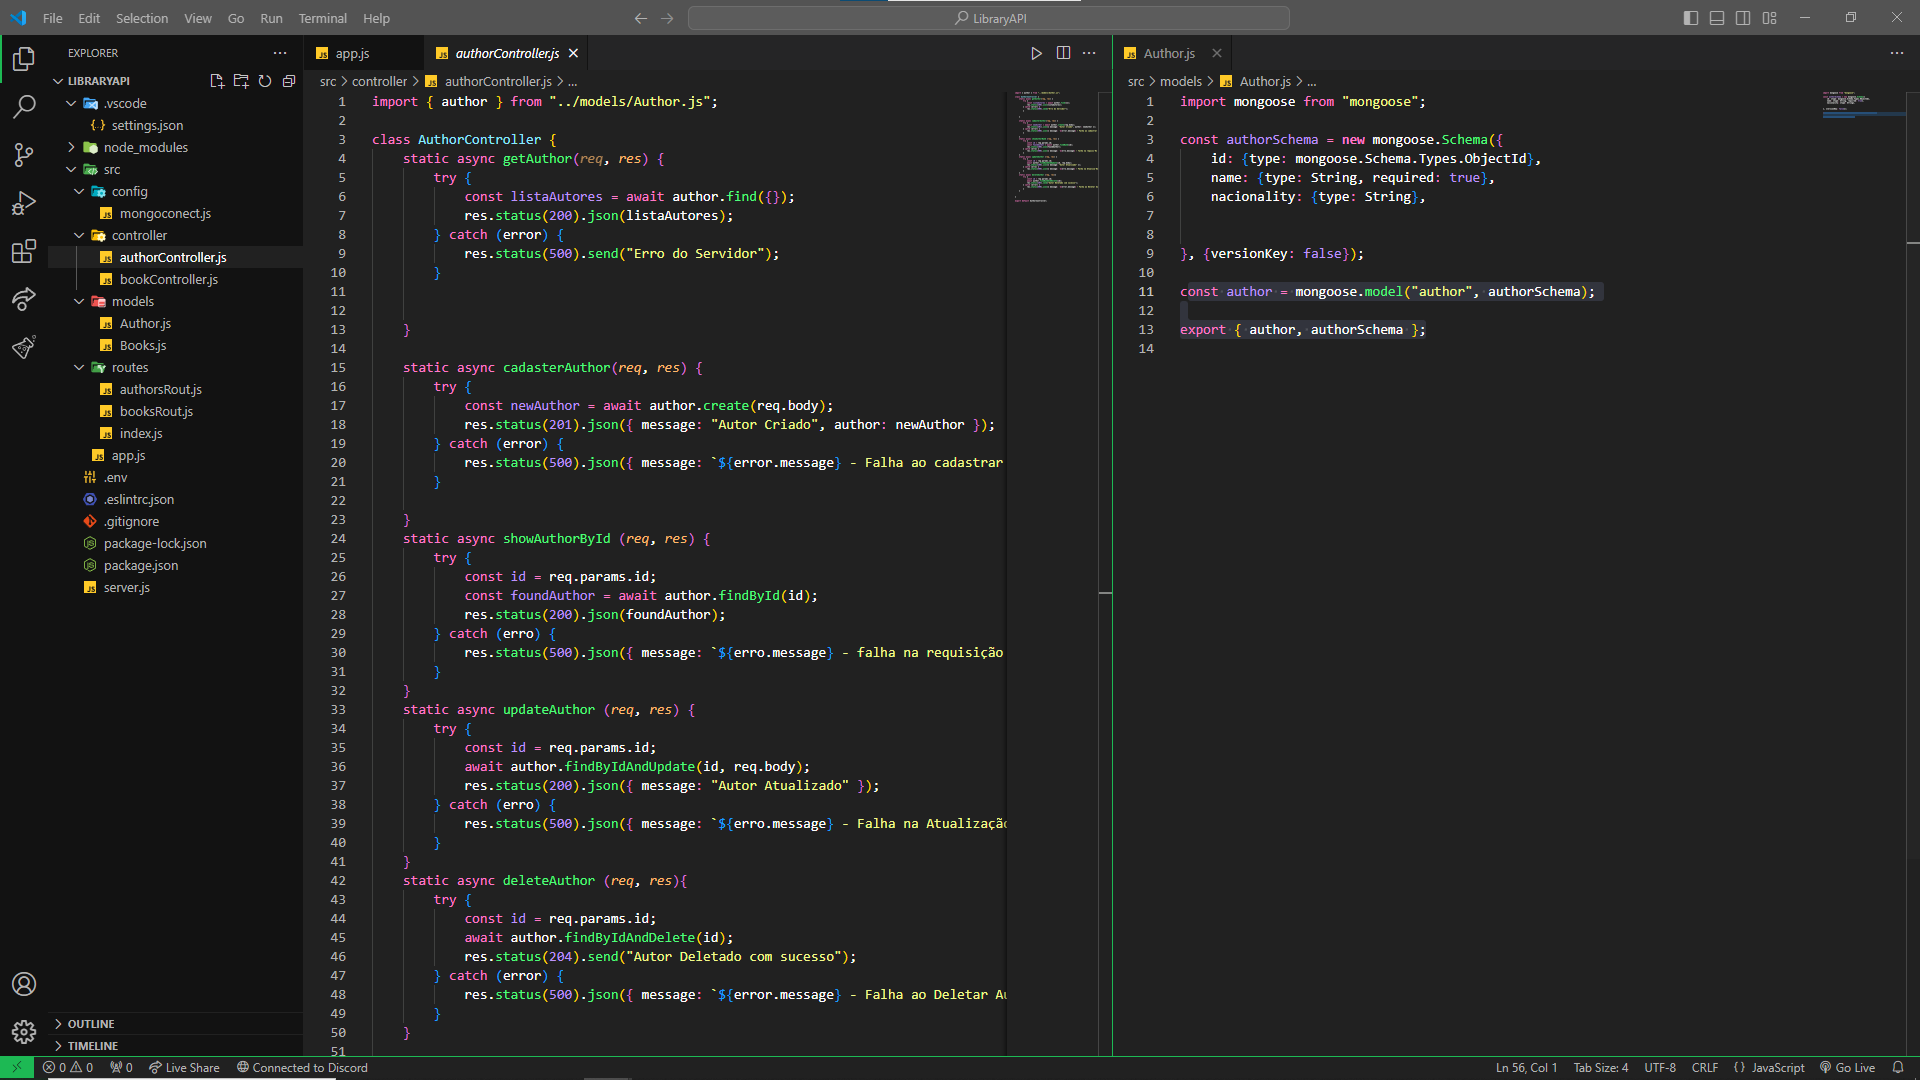 File Edit Selection View Go Run Terminal Help
LibraryAPI
EXPLORER
LIBRARYAPI
.vscode
settings.json
node_modules
src
config
mongoconect.js
controller
authorController.js
bookController.js
models
Author.js
Books.js
routes
authorsRout.js
booksRout.js
index.js
app.js
.env
.eslintrc.json
.gitignore
package-lock.json
package.json
server.js
OUTLINE
TIMELINE
app.js
authorController.js
src > controller > authorController.js > ...
1 import { author } from "../models/Author.js";
2
3 class AuthorController {
4 static async getAuthor(req, res) {
5 try {
6 const listaAutores = await author.find({});
7 res.status(200).json(listaAutores);
8 } catch (error) {
9 res.status(500).send("Erro do Servidor");
10 }
11
12
13 }
14
15 static async cadasterAuthor(req, res) {
16 try {
17 const newAuthor = await author.create(req.body);
18 res.status(201).json({ message: "Autor Criado", author: newAuthor });
19 } catch (error) {
20 res.status(500).json({ message: `${error.message} - Falha ao cadastrar
21 }
22
23 }
24 static async showAuthorById (req, res) {
25 try {
26 const id = req.params.id;
27 const foundAuthor = await author.findById(id);
28 res.status(200).json(foundAuthor);
29 } catch (erro) {
30 res.status(500).json({ message: `${erro.message} - falha na requisição
31 }
32 }
33 static async updateAuthor (req, res) {
34 try {
35 const id = req.params.id;
36 await author.findByIdAndUpdate(id, req.body);
37 res.status(200).json({ message: "Autor Atualizado" });
38 } catch (erro) {
39 res.status(500).json({ message: `${erro.message} - Falha na Atualização
40 }
41 }
42 static async deleteAuthor (req, res){
43 try {
44 const id = req.params.id;
45 await author.findByIdAndDelete(id);
46 res.status(204).send("Autor Deletado com sucesso");
47 } catch (error) {
48 res.status(500).json({ message: `${error.message} - Falha ao Deletar Au
49 }
50 }
51
Author.js
src > models > Author.js > ...
1 import mongoose from "mongoose";
2
3 const authorSchema = new mongoose.Schema({
4 id: {type: mongoose.Schema.Types.ObjectId},
5 name: {type: String, required: true},
6 nacionality: {type: String},
7
8
9 }, {versionKey: false});
10
11 const author = mongoose.model("author", authorSchema);
12
13 export { author, authorSchema };
14
0 0 0 Live Share Connected to Discord
Ln 56, Col 1 Tab Size: 4 UTF-8 CRLF {} JavaScript Go Live